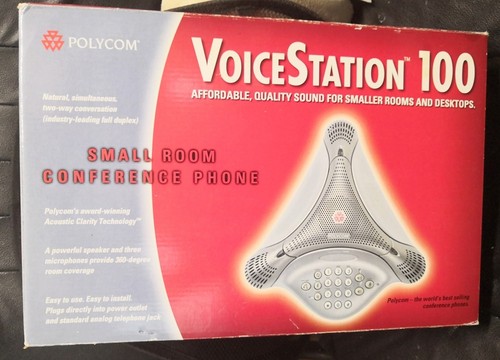 POLYCOM®
VOICESTATION™ 100
AFFORDABLE, QUALITY SOUND FOR SMALLER ROOMS AND DESKTOPS.
Natural, simultaneous,
two-way conversation
(industry-leading full duplex)
SMALL ROOM
CONFERENCE PHONE
Polycom's award-winning
Acoustic Clarity Technology™
A powerful speaker and three
microphones provide 360-degree
room coverage
Easy to use. Easy to install.
Plugs directly into power outlet
and standard analog telephone jack
POLYCOM
Polycom - the world's best selling
conference phones.